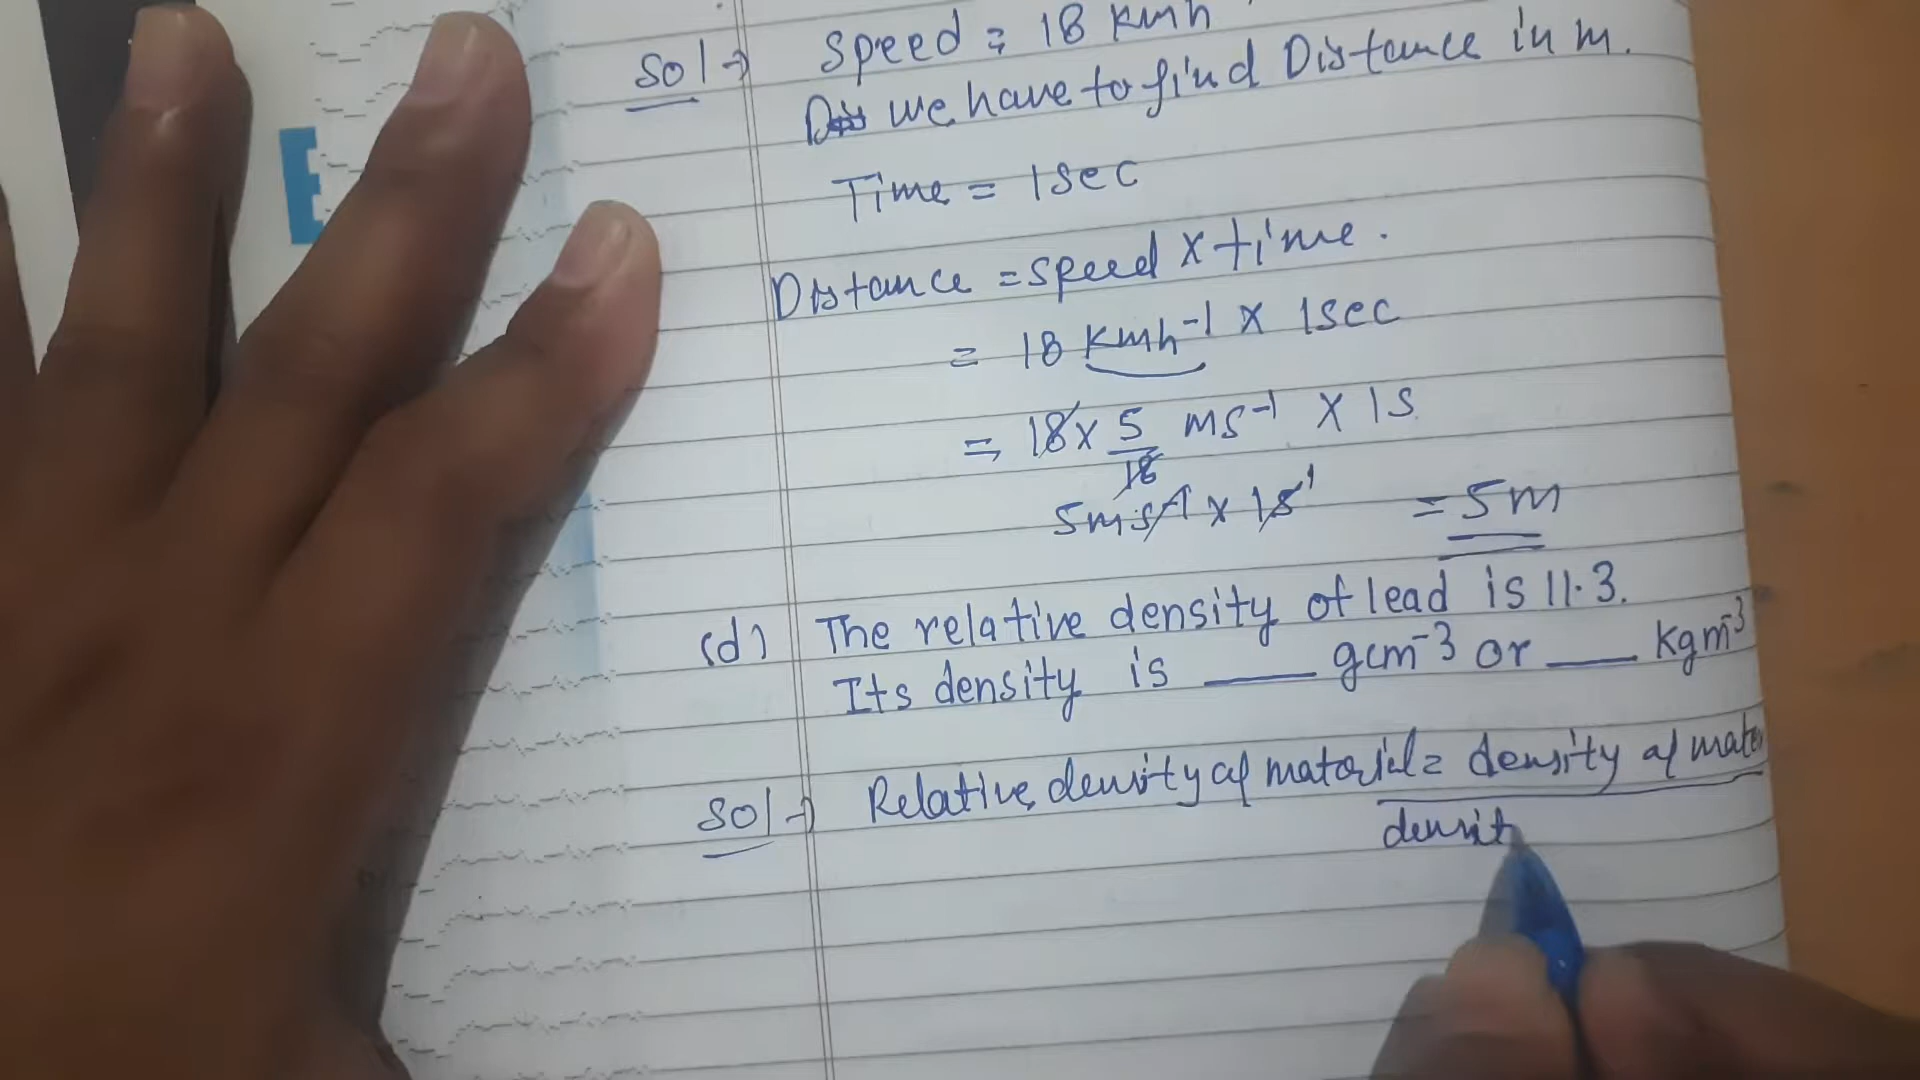 Sol → Speed = 18 kmh
we have to find Distance in m.
Time = 1sec
Distance = speed x time.
= 18 kmh⁻¹ x 1sec
= 18 x 5/18 ms⁻¹ x 1s
5ms⁻¹ x 1s¹ = 5m
(d) The relative density of lead is 11.3.
Its density is ____ gcm⁻³ or ____ kgm⁻³
Sol → Relative density of material = density of mate
densit